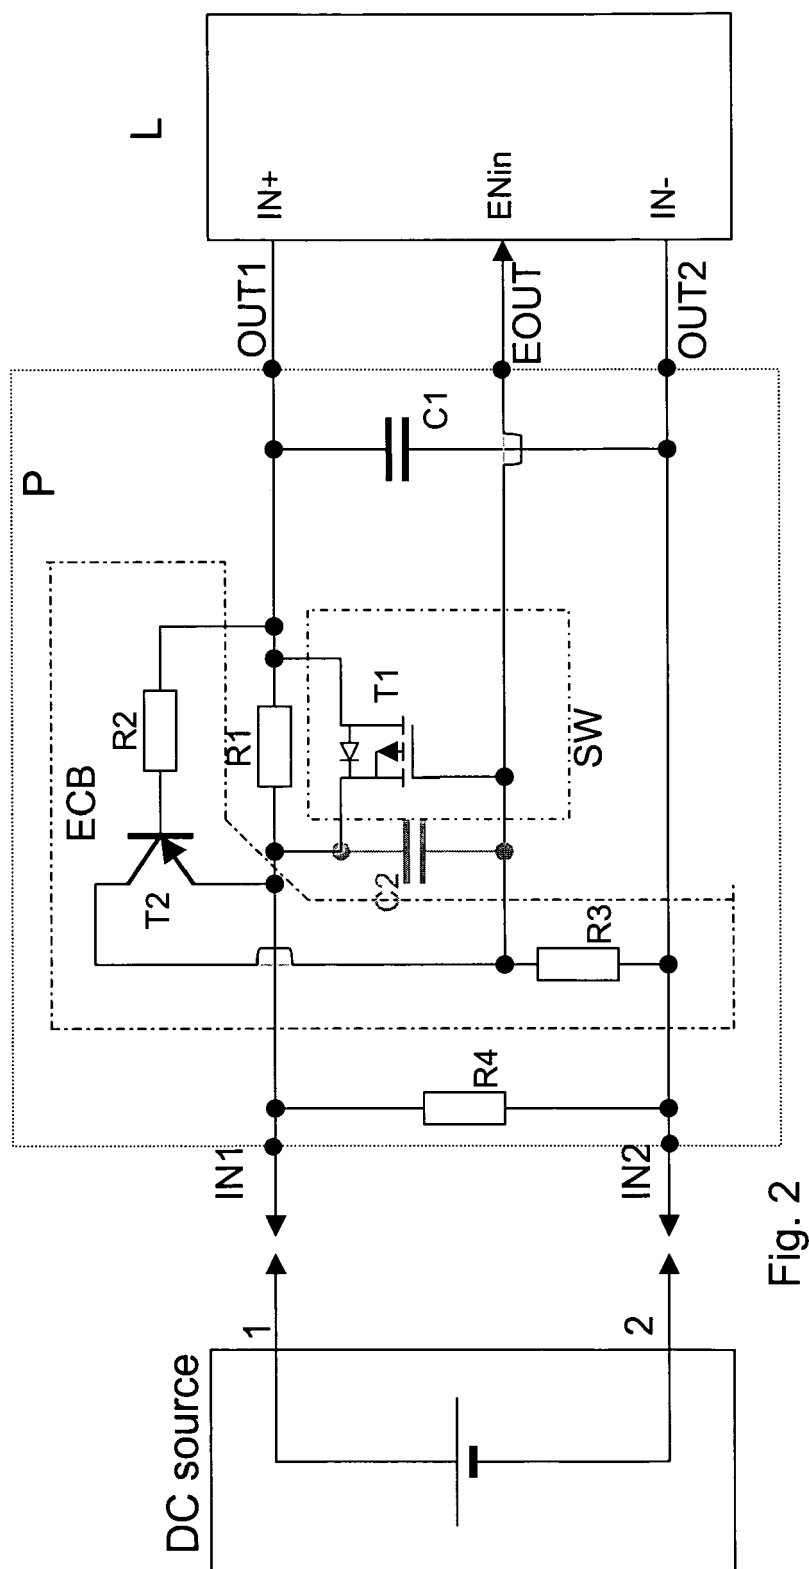 DC source
1
2
IN1
IN2
P
ECB
T2
R2
R1
R3
R4
C2
T1
SW
C1
OUT1
EOUT
OUT2
L
IN+
ENin
IN-
Fig. 2